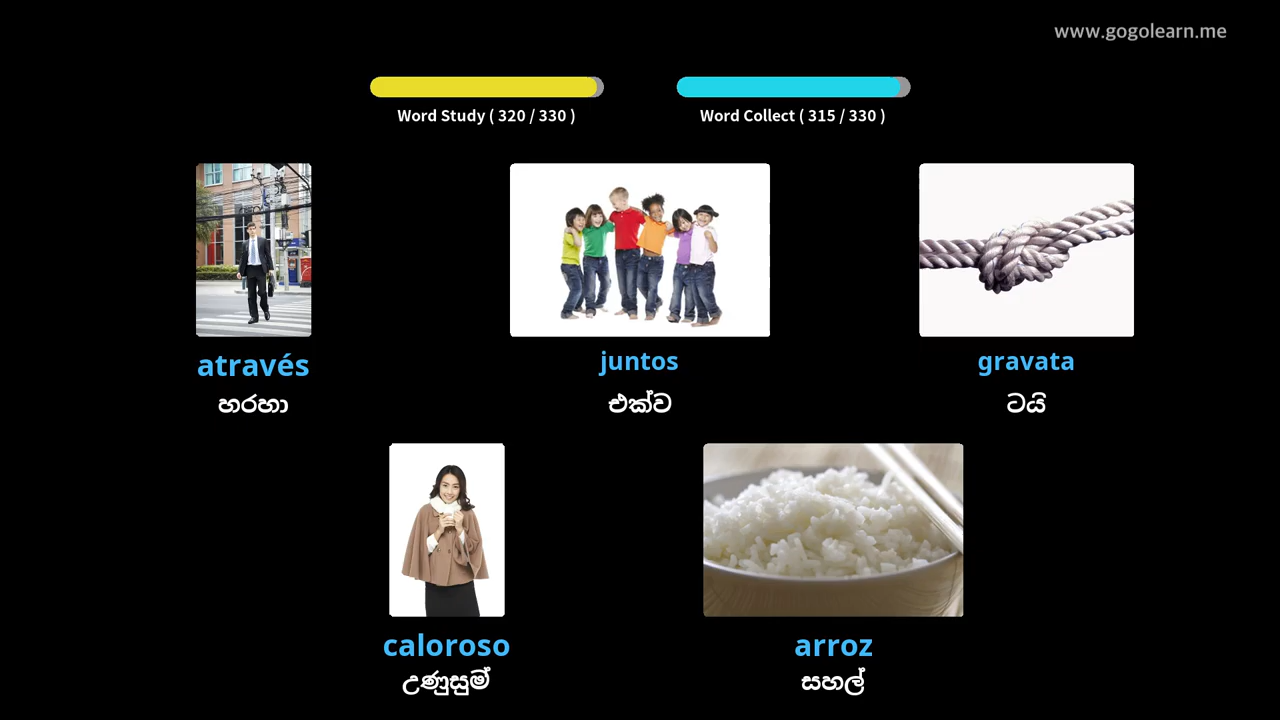 www.gogolearn.me
Word Study ( 320 / 330 )
Word Collect ( 315 / 330 )
através
හරහා
juntos
එක්ව
gravata
ටයි
caloroso
උණුසුම්
arroz
සහල්